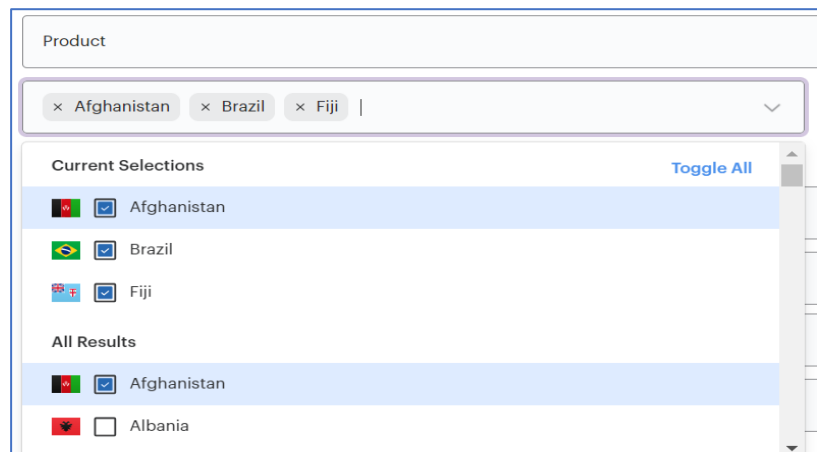 Product
× Afghanistan × Brazil × Fiji
Current Selections Toggle All
Afghanistan
Brazil
Fiji
All Results
Afghanistan
Albania